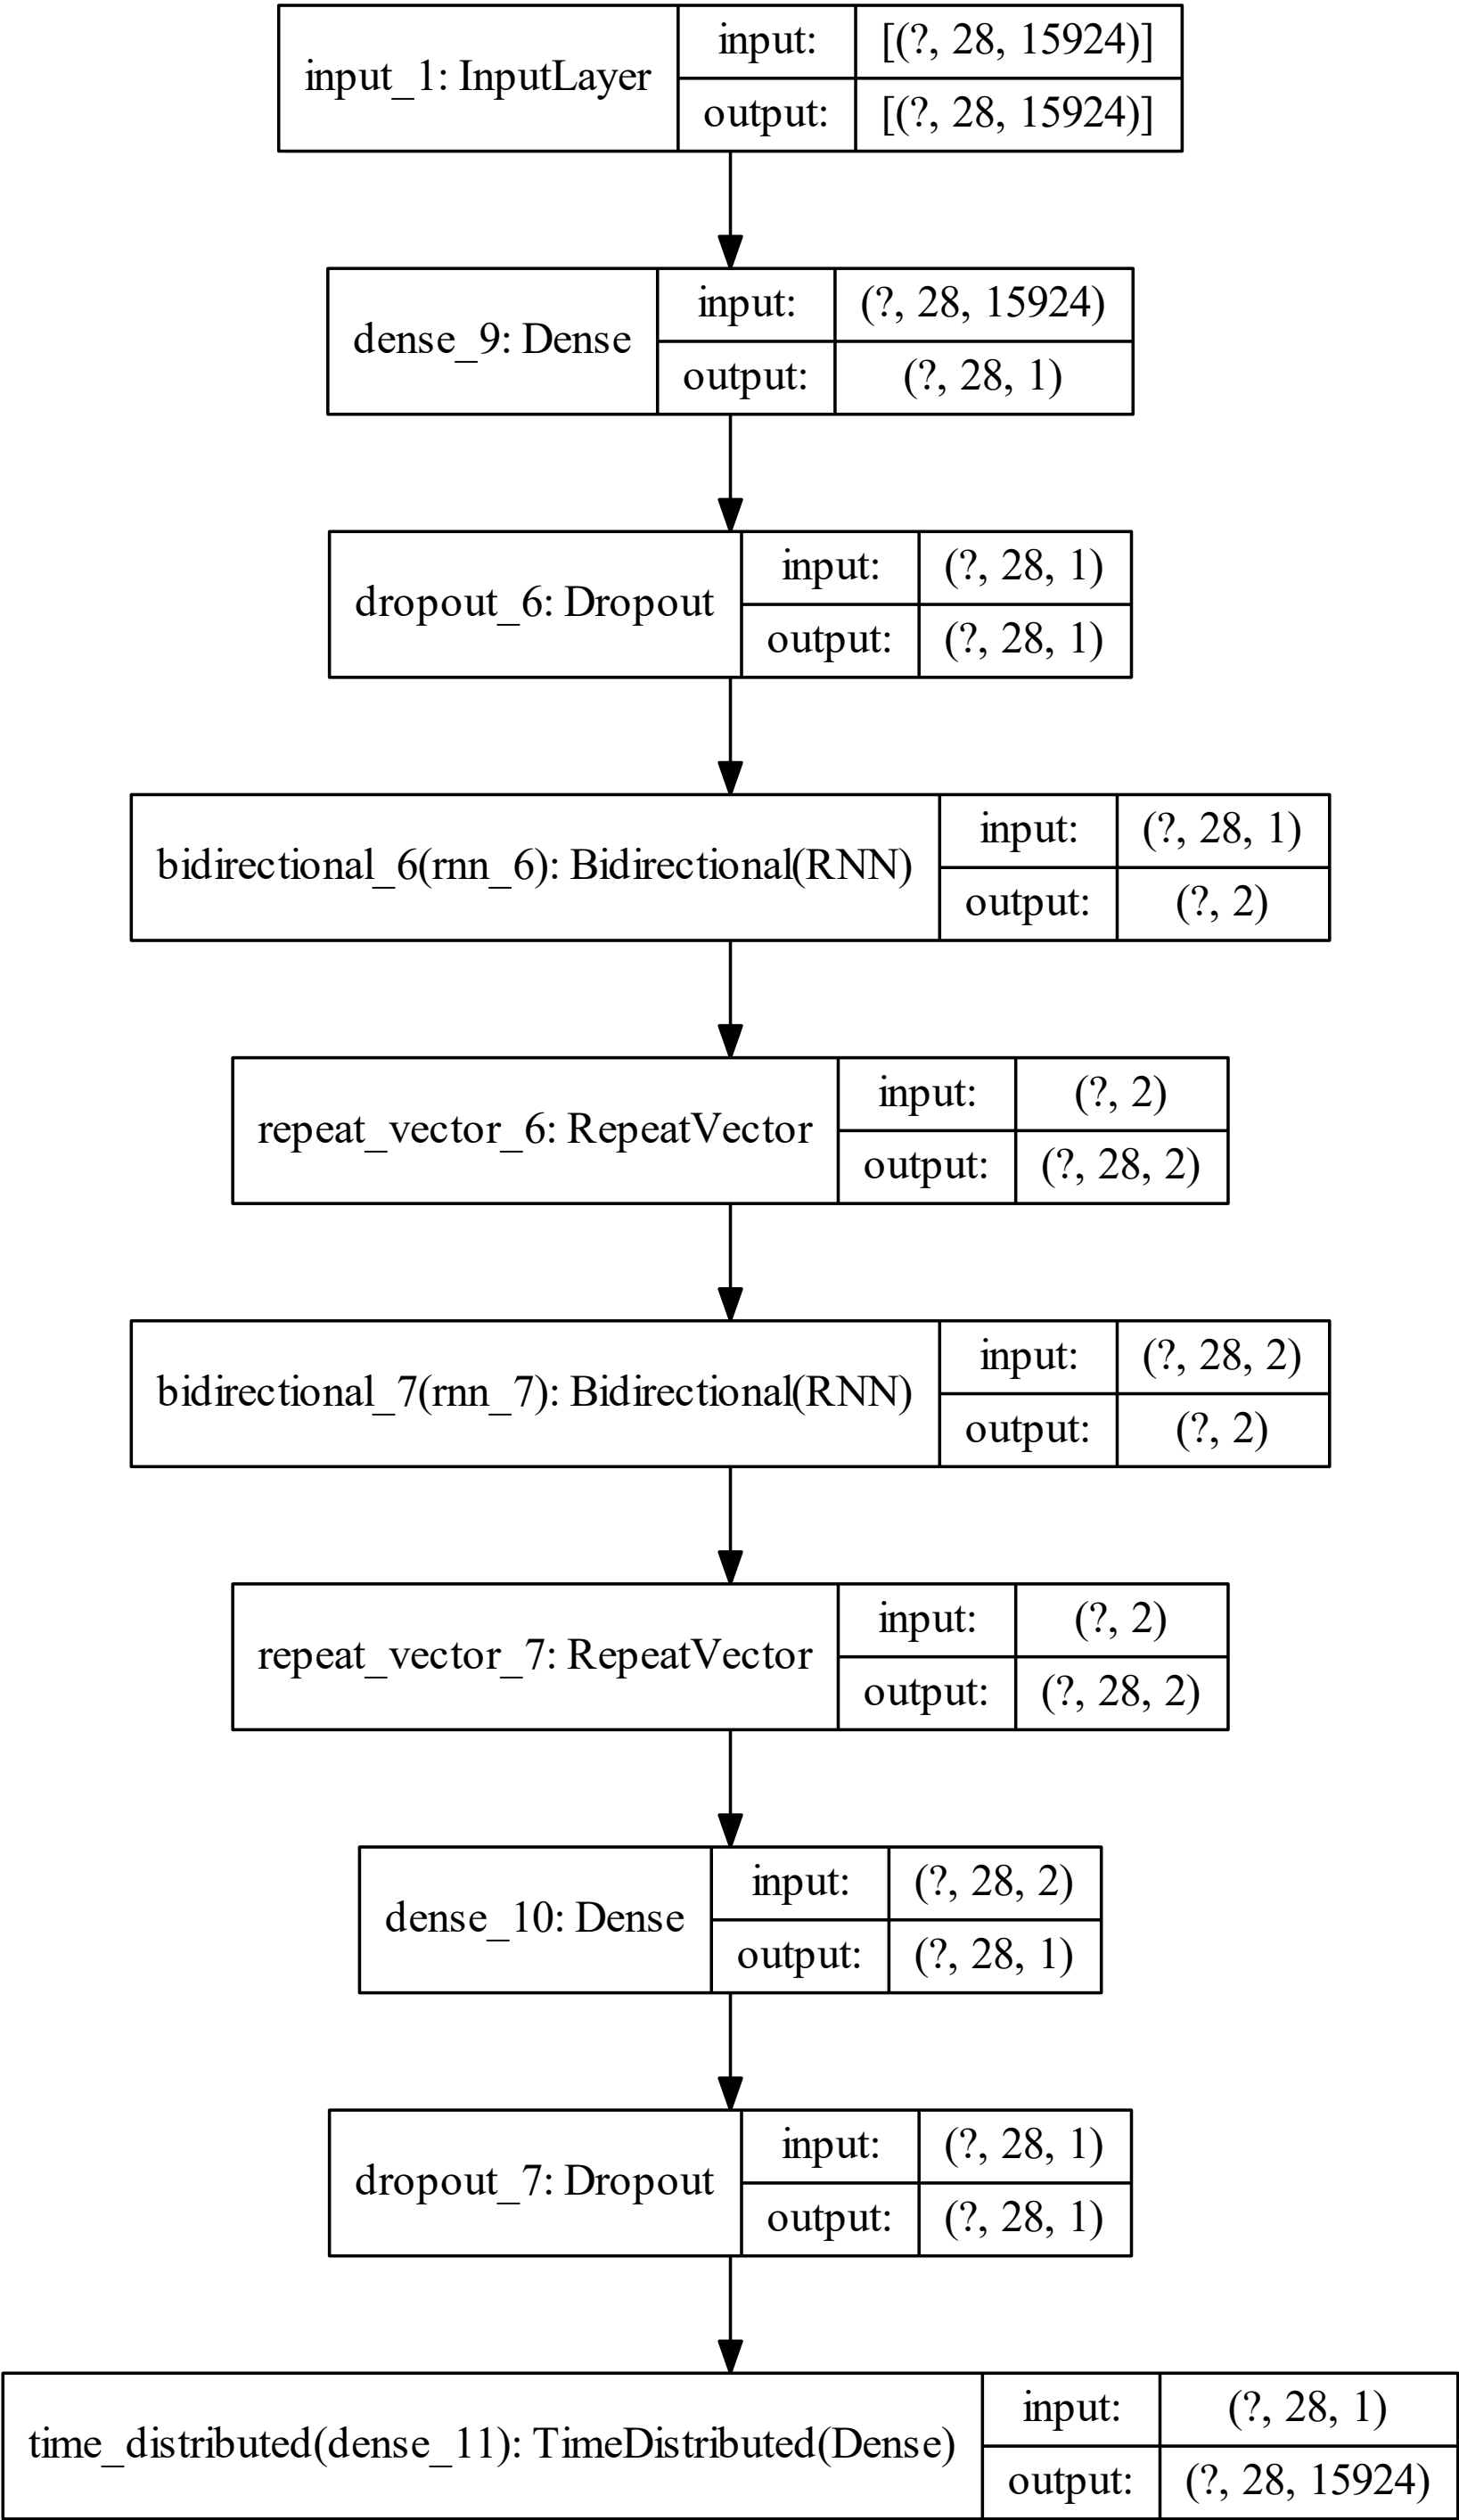 input_1: InputLayer
input: [(?, 28, 15924)]
output: [(?, 28, 15924)]
dense_9: Dense
input: (?, 28, 15924)
output: (?, 28, 1)
dropout_6: Dropout
input: (?, 28, 1)
output: (?, 28, 1)
bidirectional_6(rnn_6): Bidirectional(RNN)
input: (?, 28, 1)
output: (?, 2)
repeat_vector_6: RepeatVector
input: (?, 2)
output: (?, 28, 2)
bidirectional_7(rnn_7): Bidirectional(RNN)
input: (?, 28, 2)
output: (?, 2)
repeat_vector_7: RepeatVector
input: (?, 2)
output: (?, 28, 2)
dense_10: Dense
input: (?, 28, 2)
output: (?, 28, 1)
dropout_7: Dropout
input: (?, 28, 1)
output: (?, 28, 1)
time_distributed(dense_11): TimeDistributed(Dense)
input: (?, 28, 1)
output: (?, 28, 15924)